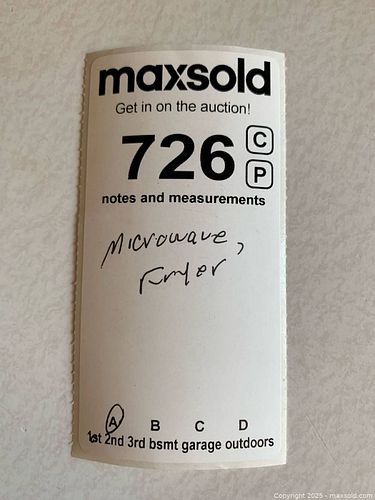 maxsold
Get in on the auction!
726 C
P
notes and measurements
Microwave,
Fryer
A B C D
1st 2nd 3rd bsmt garage outdoors
Copyright 2025 - maxsold.com